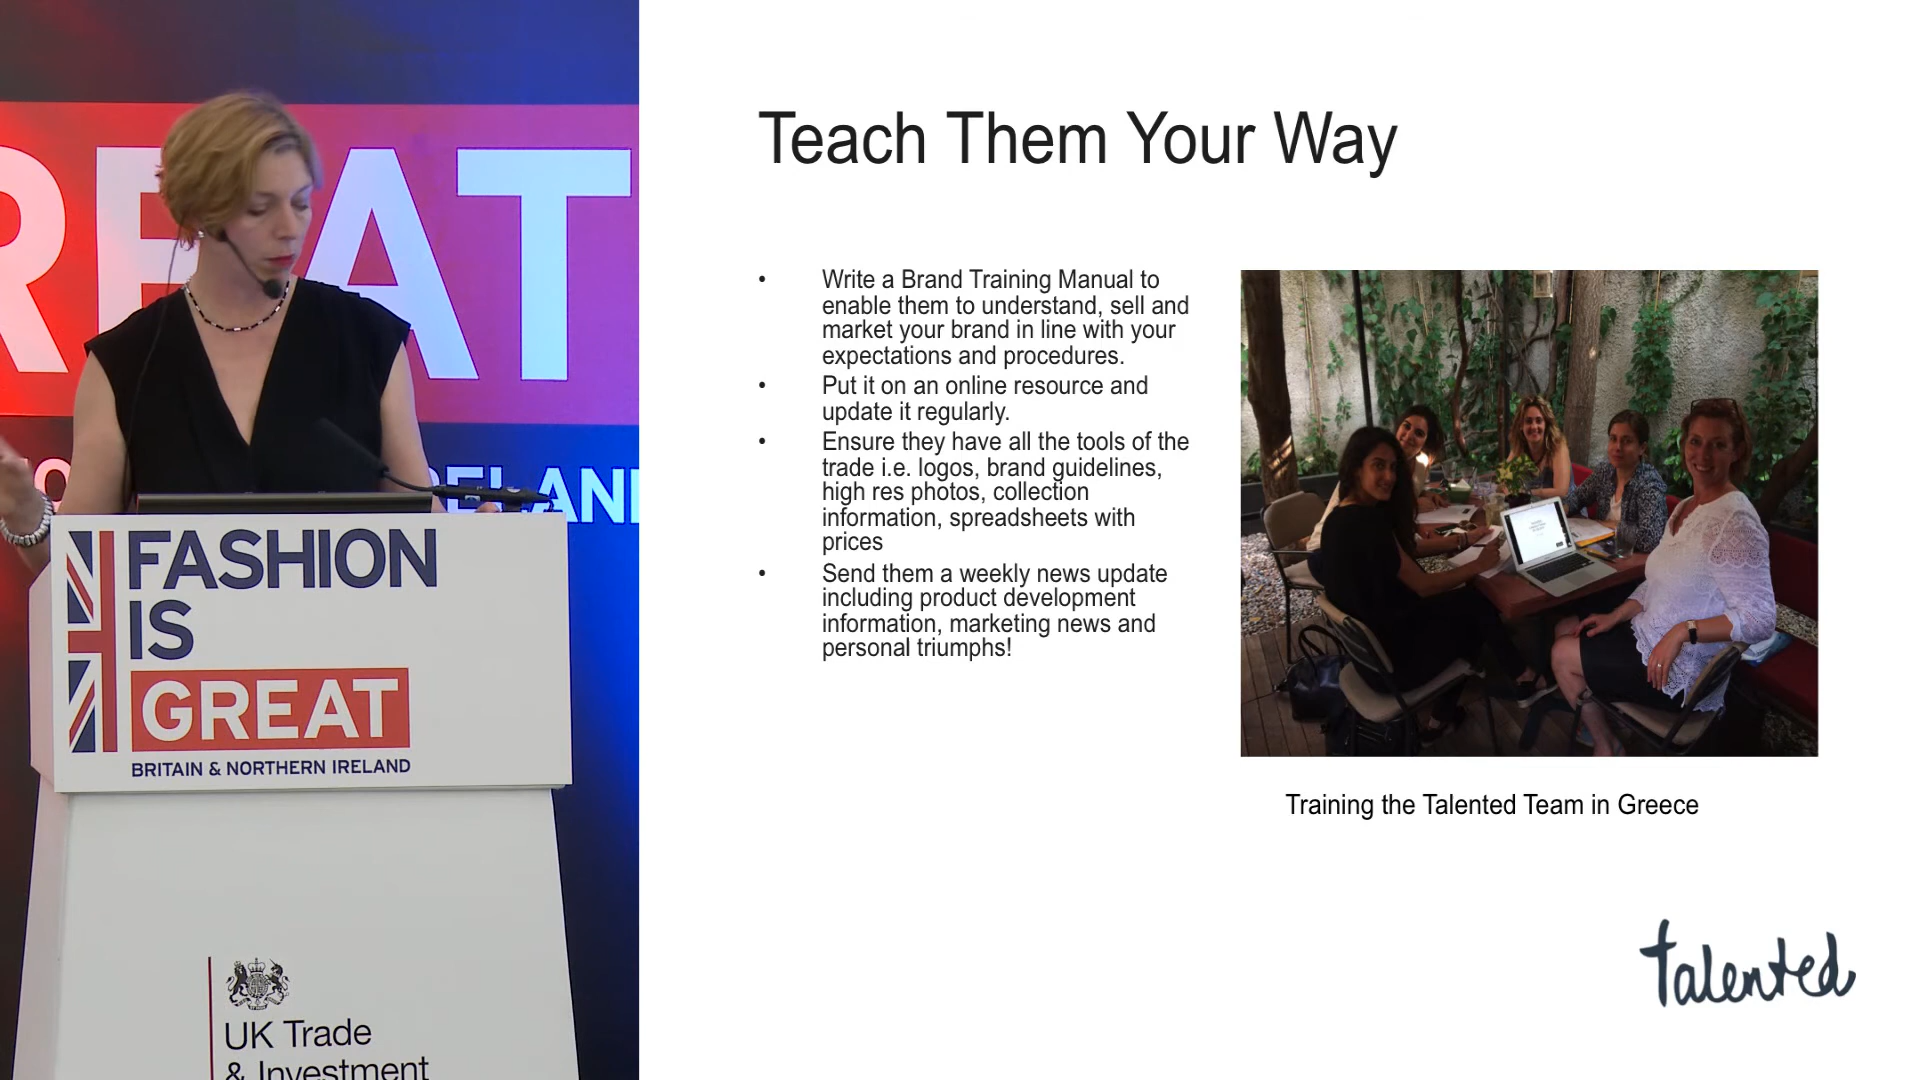 REAT
RELAND
FASHION
IS
GREAT
BRITAIN & NORTHERN IRELAND
UK Trade
& Investment
Teach Them Your Way
• Write a Brand Training Manual to
enable them to understand, sell and
market your brand in line with your
expectations and procedures.
• Put it on an online resource and
update it regularly.
• Ensure they have all the tools of the
trade i.e. logos, brand guidelines,
high res photos, collection
information, spreadsheets with
prices
• Send them a weekly news update
including product development
information, marketing news and
personal triumphs!
Training the Talented Team in Greece
talented